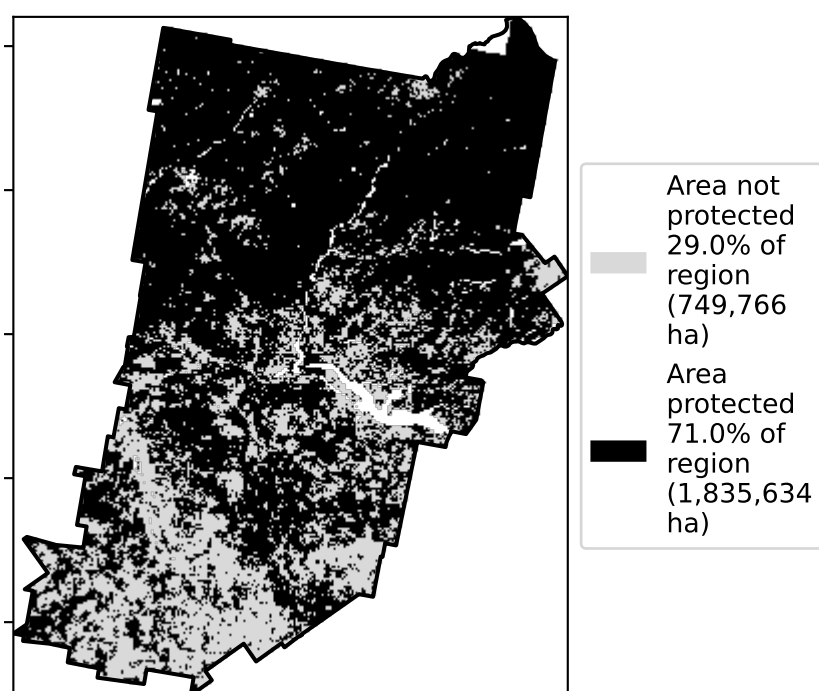 Area not
protected
29.0% of
region
(749,766
ha)
Area
protected
71.0% of
region
(1,835,634
ha)